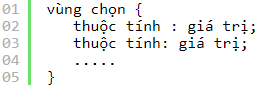 01 vùng chọn {
02 thuộc tính : giá trị;
03 thuộc tính: giá trị;
04 .....
05 }